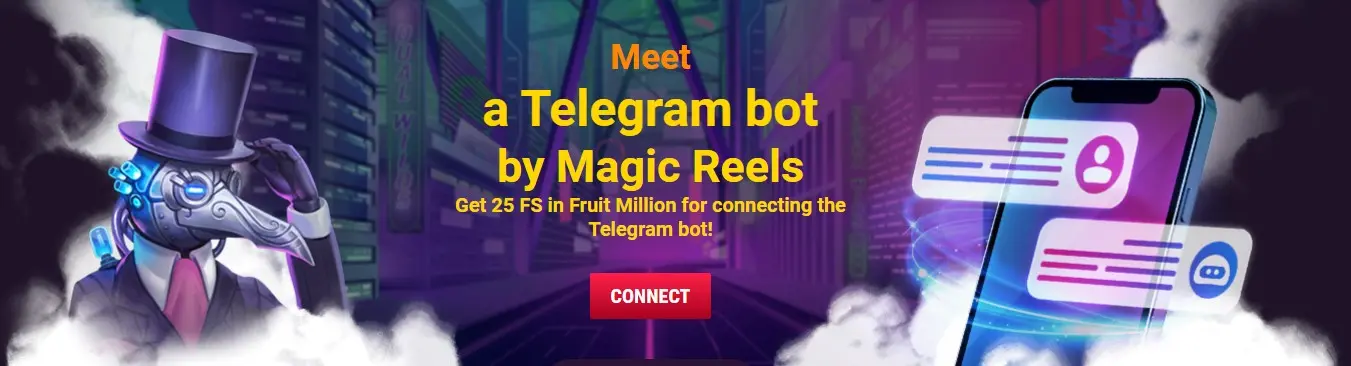 Meet
a Telegram bot
by Magic Reels
Get 25 FS in Fruit Million for connecting the
Telegram bot!
CONNECT